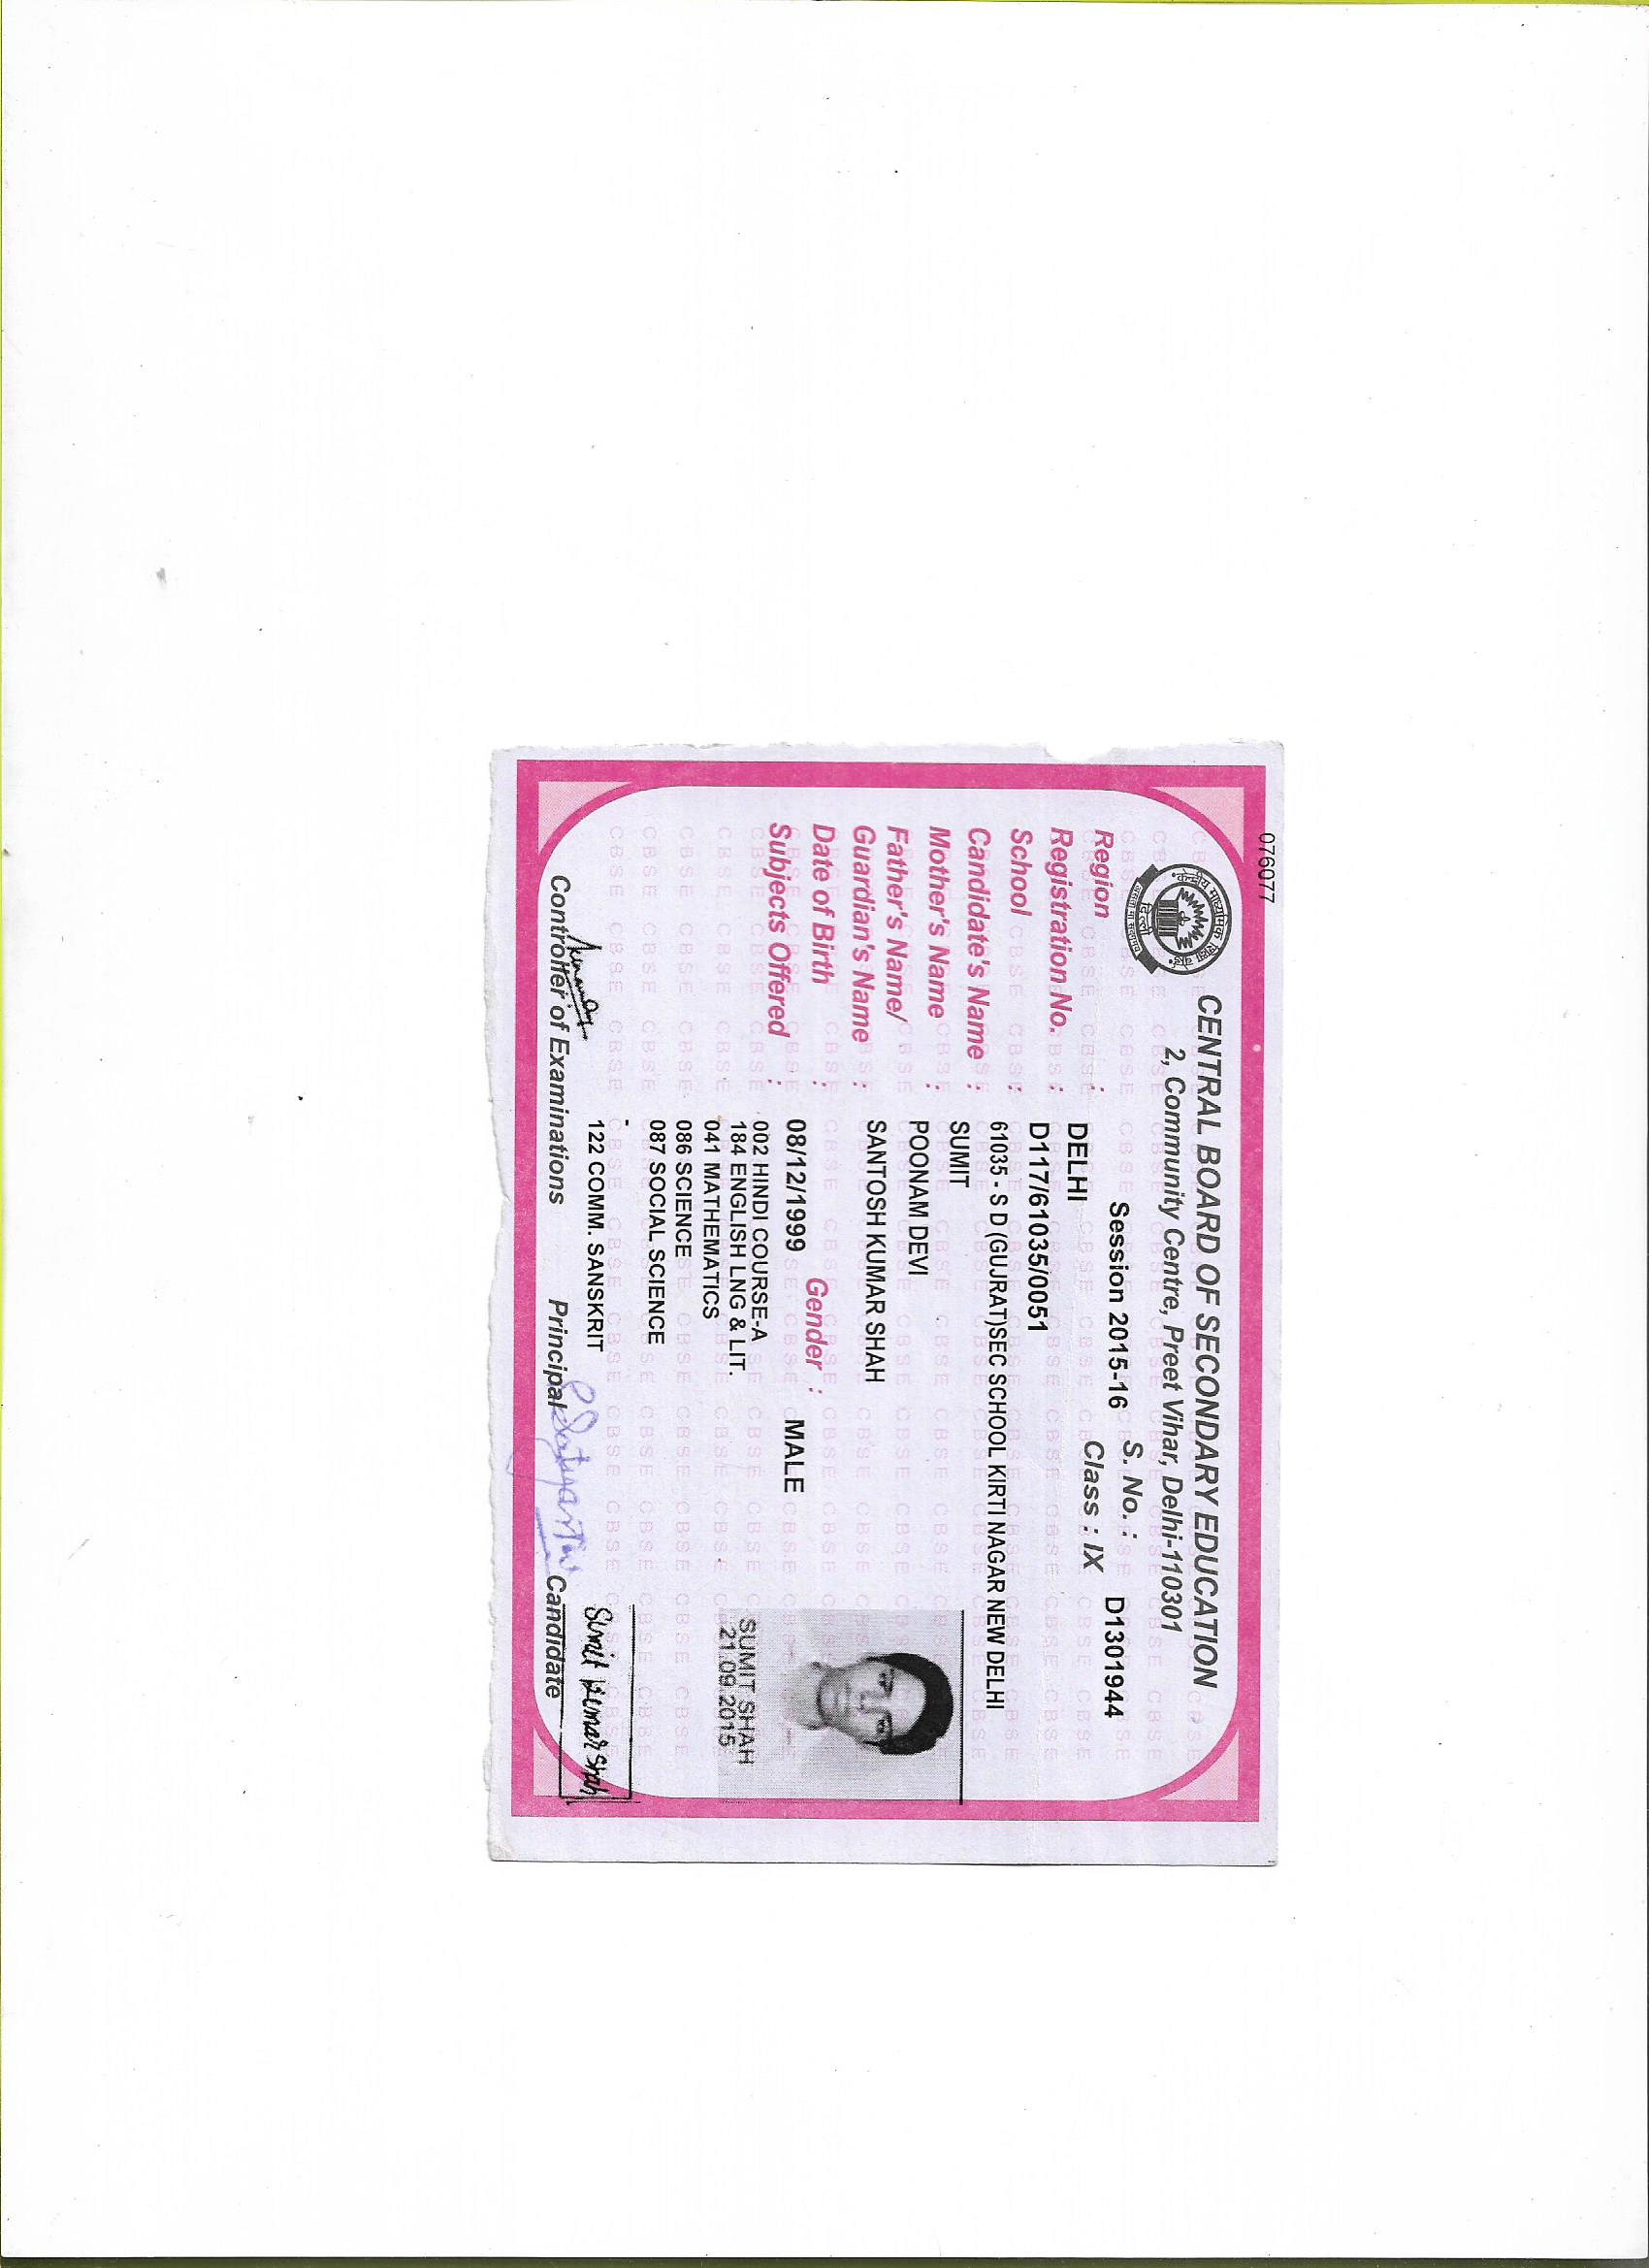 076077
केन्द्रीय माध्यमिक शिक्षा बोर्ड
दिल्ली
CENTRAL BOARD OF SECONDARY EDUCATION
2, Community Centre, Preet Vihar, Delhi-110301
Session 2015-16 S. No. : D1301944
Region : DELHI Class : IX
Registration No. : D117/61035/0051
School : 61035 - S D (GUJRAT)SEC SCHOOL KIRTI NAGAR NEW DELHI
Candidate's Name : SUMIT
Mother's Name : POONAM DEVI
Father's Name/
Guardian's Name : SANTOSH KUMAR SHAH
Date of Birth : 08/12/1999 Gender : MALE
Subjects Offered : 002 HINDI COURSE-A
184 ENGLISH LNG & LIT.
041 MATHEMATICS
086 SCIENCE
087 SOCIAL SCIENCE
-
122 COMM. SANSKRIT
SUMIT SHAH
21.09.2015
Sumit Kumar Shah
Controller of Examinations Principal Candidate